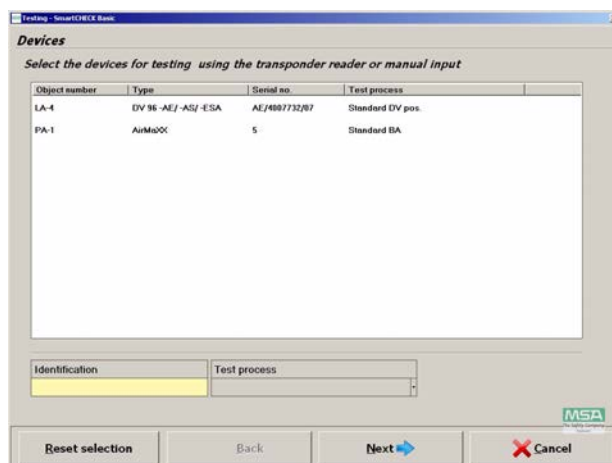 Testing - SmartCHECK Basic
Devices
Select the devices for testing using the transponder reader or manual input
Object number Type Serial no. Test process
LA-4 DV 96 -AE/ -AS/ -ESA AE/4007732/07 Standard DV pos.
PA-1 AirMaXX 5 Standard BA
Identification Test process
MSA
Reset selection Back Next Cancel